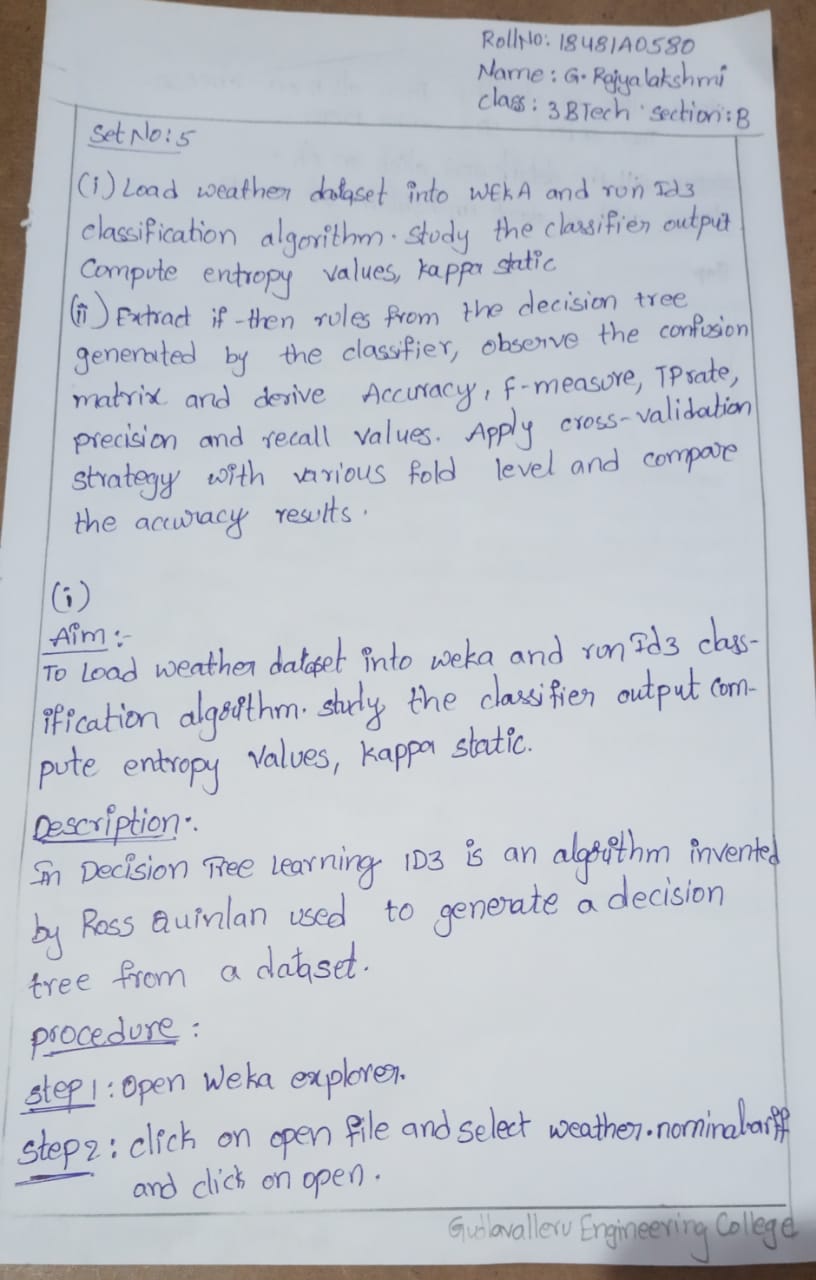 RollNo: 18481A0580
Name: G. Rajyalakshmi
class: 3 BTech section: B
Set No: 5
(i) Load weather dataset into WEKA and run Id3
classification algorithm. Study the classifier output
Compute entropy values, kappa static
(ii) Extract if-then rules from the decision tree
generated by the classifier, observe the confusion
matrix and derive Accuracy, f-measure, TPrate,
precision and recall values. Apply cross-validation
strategy with various fold level and compare
the accuracy results.
(i)
Aim:-
To Load weather dataset into weka and run Id3 class-
ification algorithm. study the classifier output com-
pute entropy values, kappa static.
Description:
In Decision Tree learning ID3 is an algorithm invented
by Ross Quinlan used to generate a decision
tree from a dataset.
procedure:
step1: Open Weka explorer.
step2: click on open file and select weather.nominal.arff
and click on open.
Gudlavalleru Engineering College